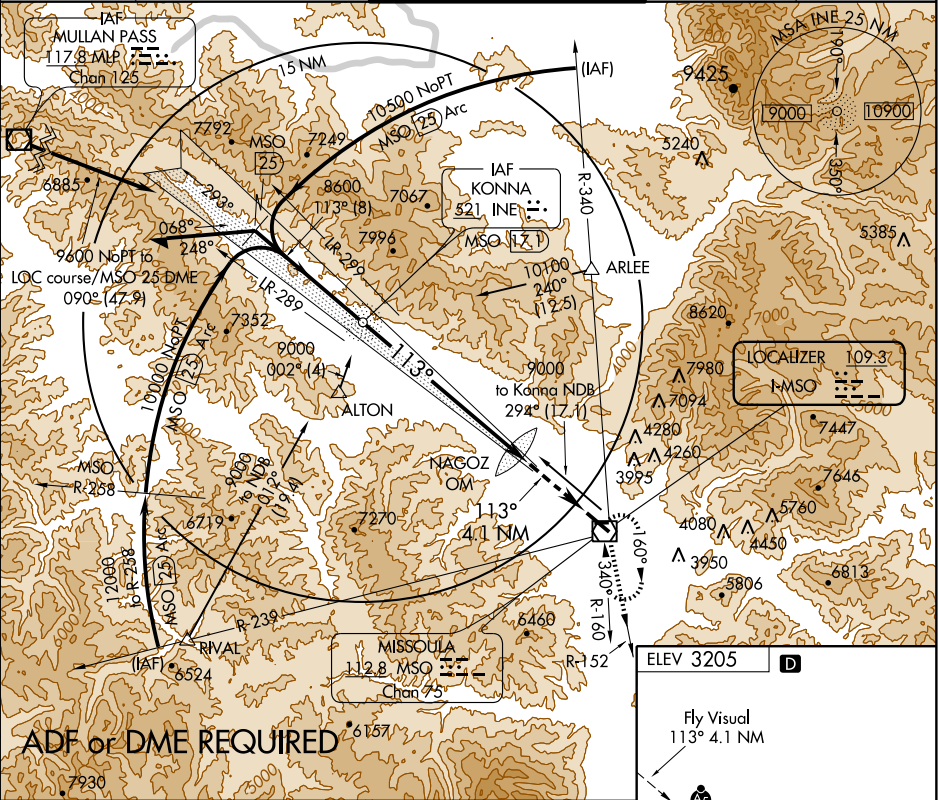 IAF
MULLAN PASS
117.8 MLP
Chan 125
15 NM
10500 NoPT
MSO (25) Arc
(IAF)
MSA INE 25 NM
190°
9000
10900
350°
9425
5240
5385
7792
MSO
25
7249
6885
8600
113° (8)
7067
7996
IAF
KONNA
521 INE
MSO 17.1
R-340
293°
068°
248°
LR-299
LR-289
9600 NoPT to
LOC course/MSO 25 DME
090° (47.9)
10100
240°
(12.5)
ARLEE
7352
9000
002° (4)
ALTON
113°
9000
to Konna NDB
294° (17.1)
8620
7000
LOCALIZER 109.3
I-MSO
5000
7980
7094
7447
4280
4260
3995
7646
5760
4080
4450
3950
5806
6813
10000 NoPT
MSO (25) Arc
MSO
R-258
9000
to NDB
012°
(19.4)
6719
7270
NAGOZ
OM
113°
4.1 NM
12000
to R-258
MSO (25) Arc
R-239
RIVAL
(IAF)
6524
160°
340°
R-160
R-152
6460
MISSOULA
112.8 MSO
Chan 75
6157
7930
ADF or DME REQUIRED
ELEV 3205
D
Fly Visual
113° 4.1 NM